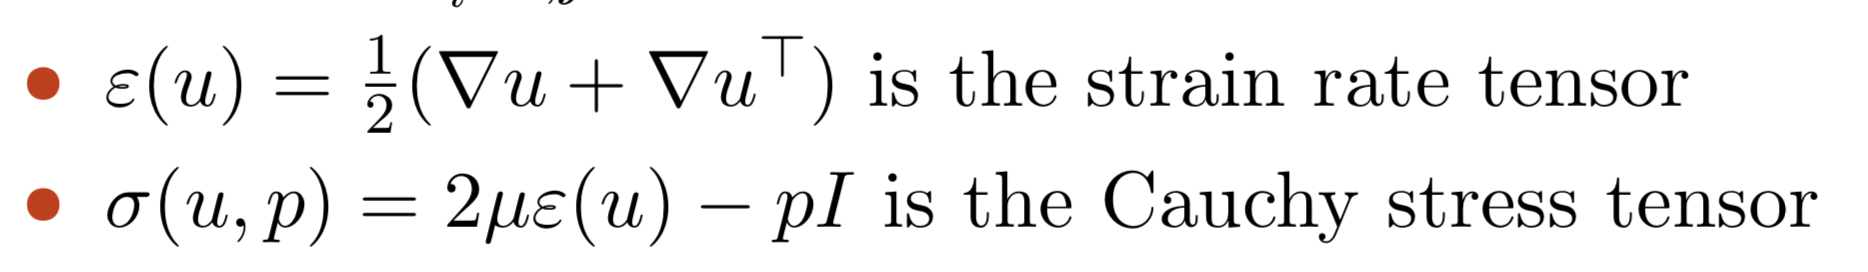 • ε(u) = ½(∇u + ∇u⊤) is the strain rate tensor
• σ(u, p) = 2με(u) − pI is the Cauchy stress tensor